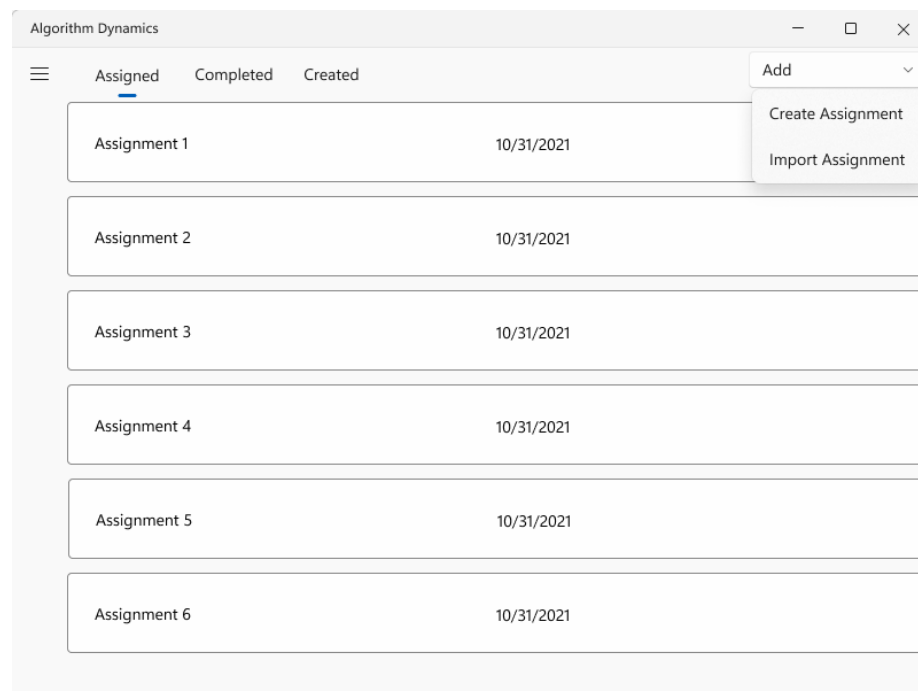 Algorithm Dynamics
Assigned Completed Created Add
Create Assignment
Import Assignment
Assignment 1 10/31/2021
Assignment 2 10/31/2021
Assignment 3 10/31/2021
Assignment 4 10/31/2021
Assignment 5 10/31/2021
Assignment 6 10/31/2021